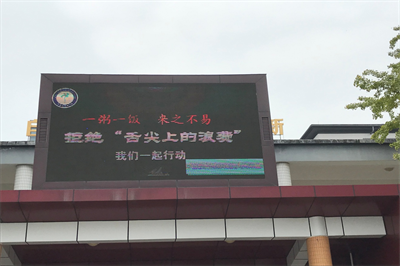 一粥一饭 来之不易
拒绝“舌尖上的浪费”
我们一起行动